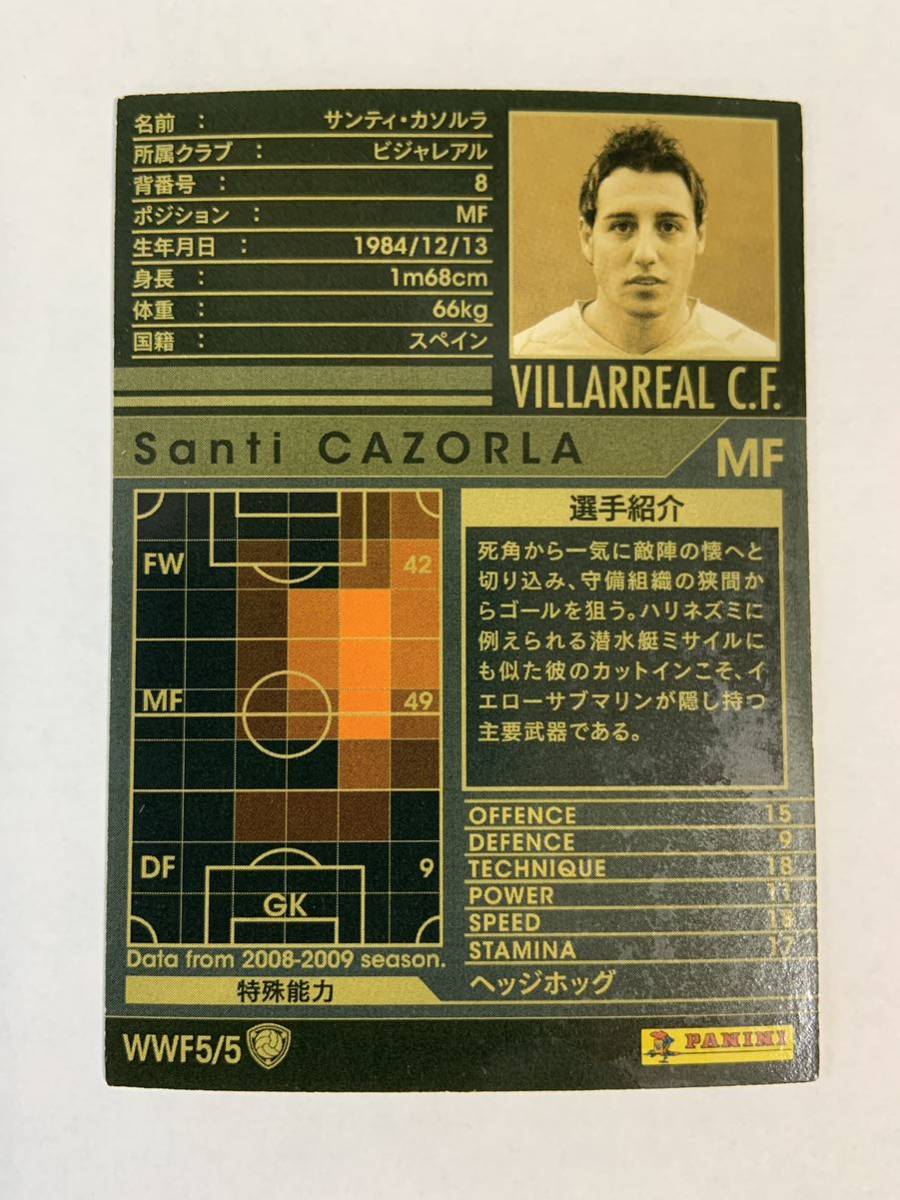 名前 : サンティ・カソルラ
所属クラブ : ビジャレアル
背番号 : 8
ポジション : MF
生年月日 : 1984/12/13
身長 : 1m68cm
体重 : 66kg
国籍 : スペイン
VILLARREAL C.F.
Santi CAZORLA
MF
FW 42
MF 49
DF 9
GK
Data from 2008-2009 season.
選手紹介
死角から一気に敵陣の懐へと
切り込み、守備組織の狭間か
らゴールを狙う。ハリネズミに
例えられる潜水艇ミサイルに
も似た彼のカットインこそ、イ
エローサブマリンが隠し持つ
主要武器である。
OFFENCE 15
DEFENCE 9
TECHNIQUE 18
POWER 11
SPEED
STAMINA 17
特殊能力
ヘッジホッグ
WWF5/5
PANINI